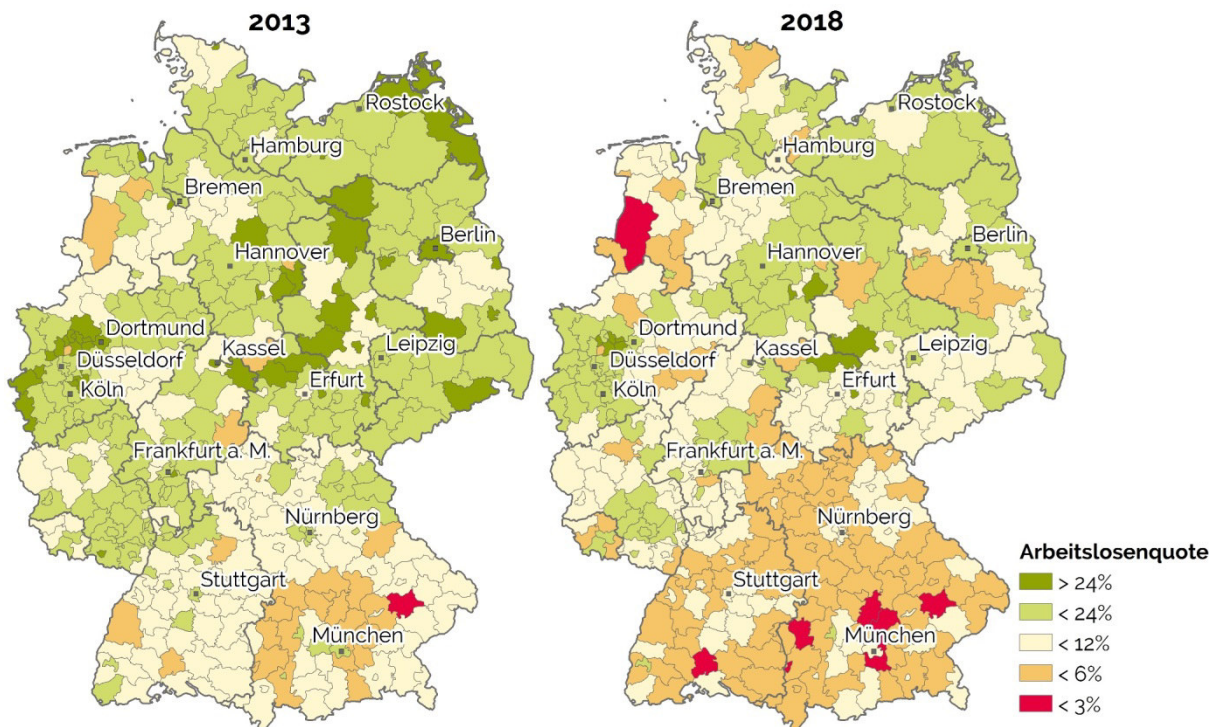 2013
Rostock
Hamburg
Bremen
Berlin
Hannover
Dortmund
Düsseldorf
Kassel
Leipzig
Köln
Erfurt
Frankfurt a. M.
Nürnberg
Stuttgart
München
2018
Rostock
Hamburg
Bremen
Berlin
Hannover
Dortmund
Düsseldorf
Kassel
Leipzig
Köln
Erfurt
Frankfurt a. M.
Nürnberg
Stuttgart
München
Arbeitslosenquote
> 24%
< 24%
< 12%
< 6%
< 3%